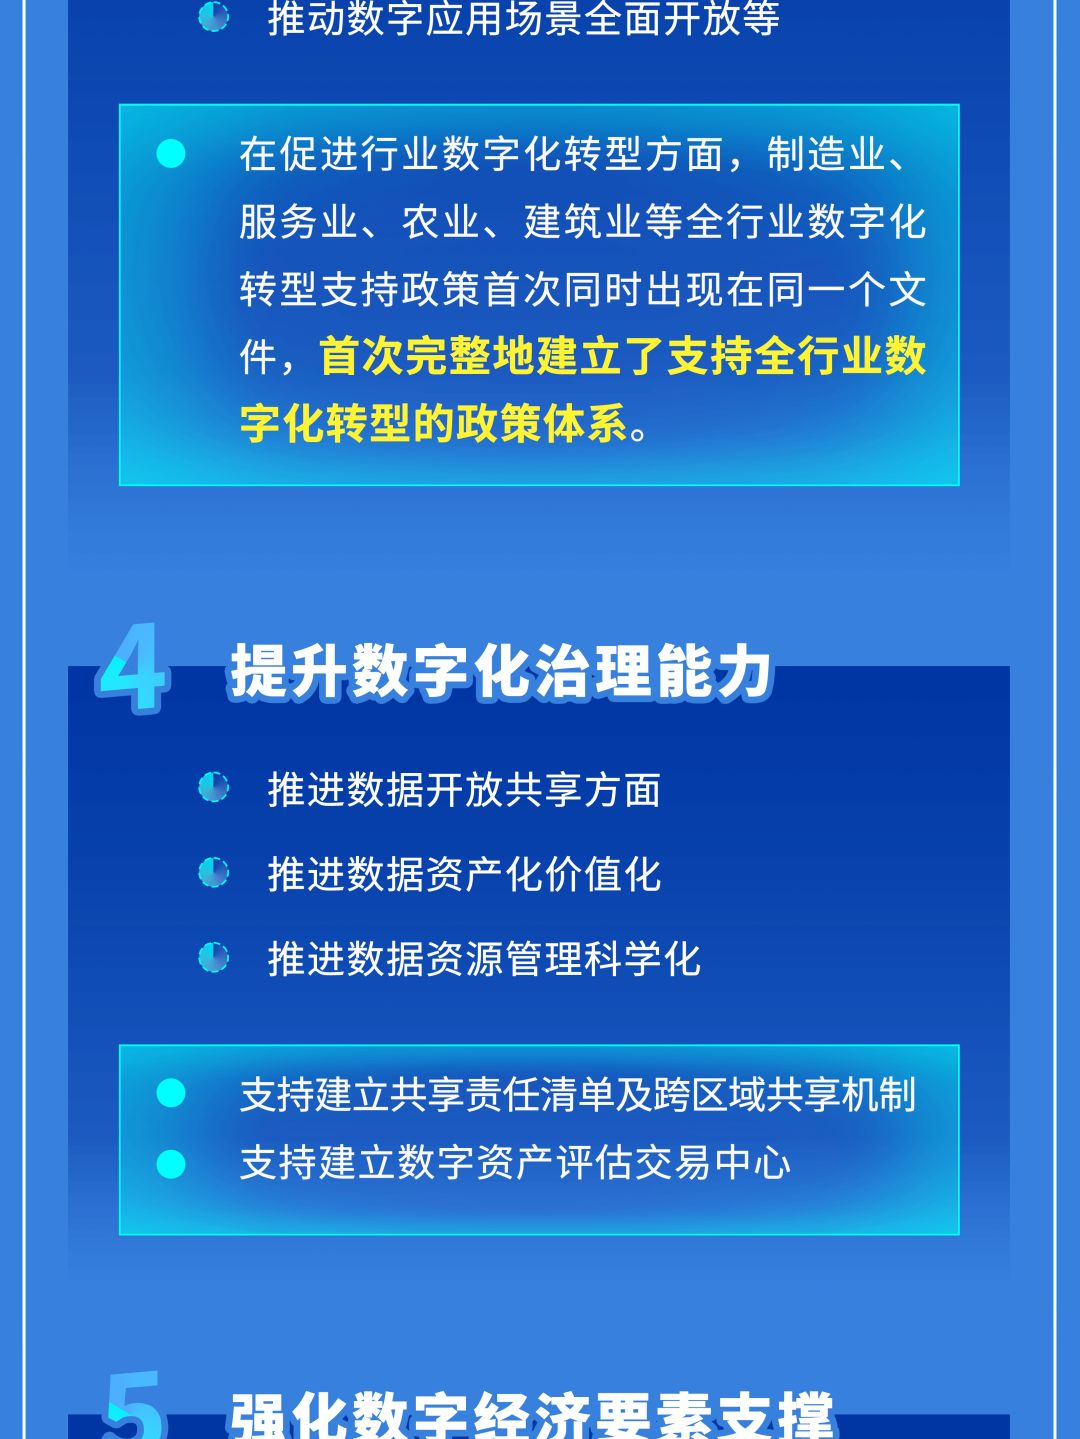 推动数字应用场景全面开放等
在促进行业数字化转型方面，制造业、
服务业、农业、建筑业等全行业数字化
转型支持政策首次同时出现在同一个文
件，首次完整地建立了支持全行业数
字化转型的政策体系。
4 提升数字化治理能力
推进数据开放共享方面
推进数据资产化价值化
推进数据资源管理科学化
支持建立共享责任清单及跨区域共享机制
支持建立数字资产评估交易中心
5 强化数字经济要素支撑